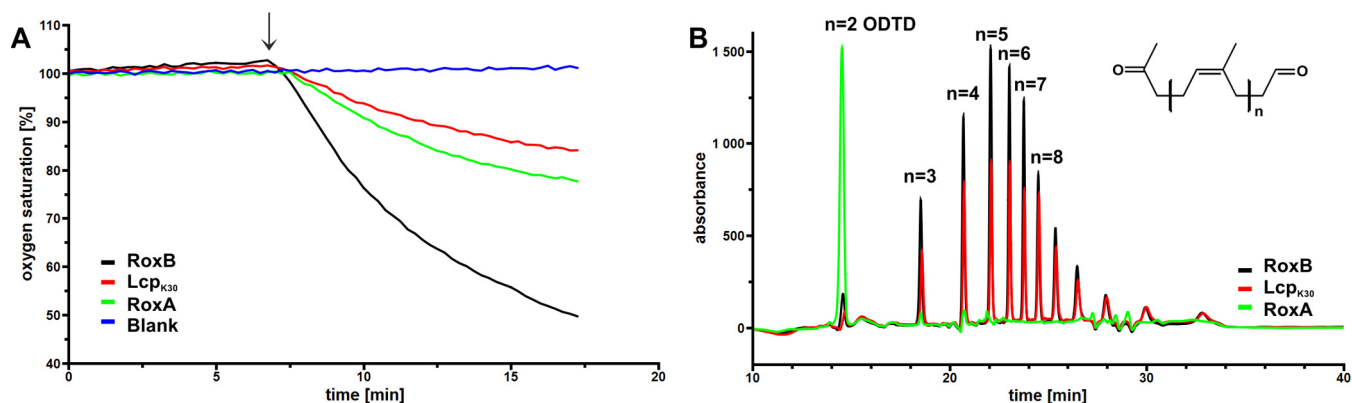 A
oxygen saturation [%]
110
100
90
80
70
60
50
40
0
5
10
15
20
time [min]
RoxB
LcpK30
RoxA
Blank
B
absorbance
1 500
1 000
500
0
10
20
30
40
time [min]
n=2 ODTD
n=3
n=4
n=5
n=6
n=7
n=8
O
O
n
RoxB
LcpK30
RoxA